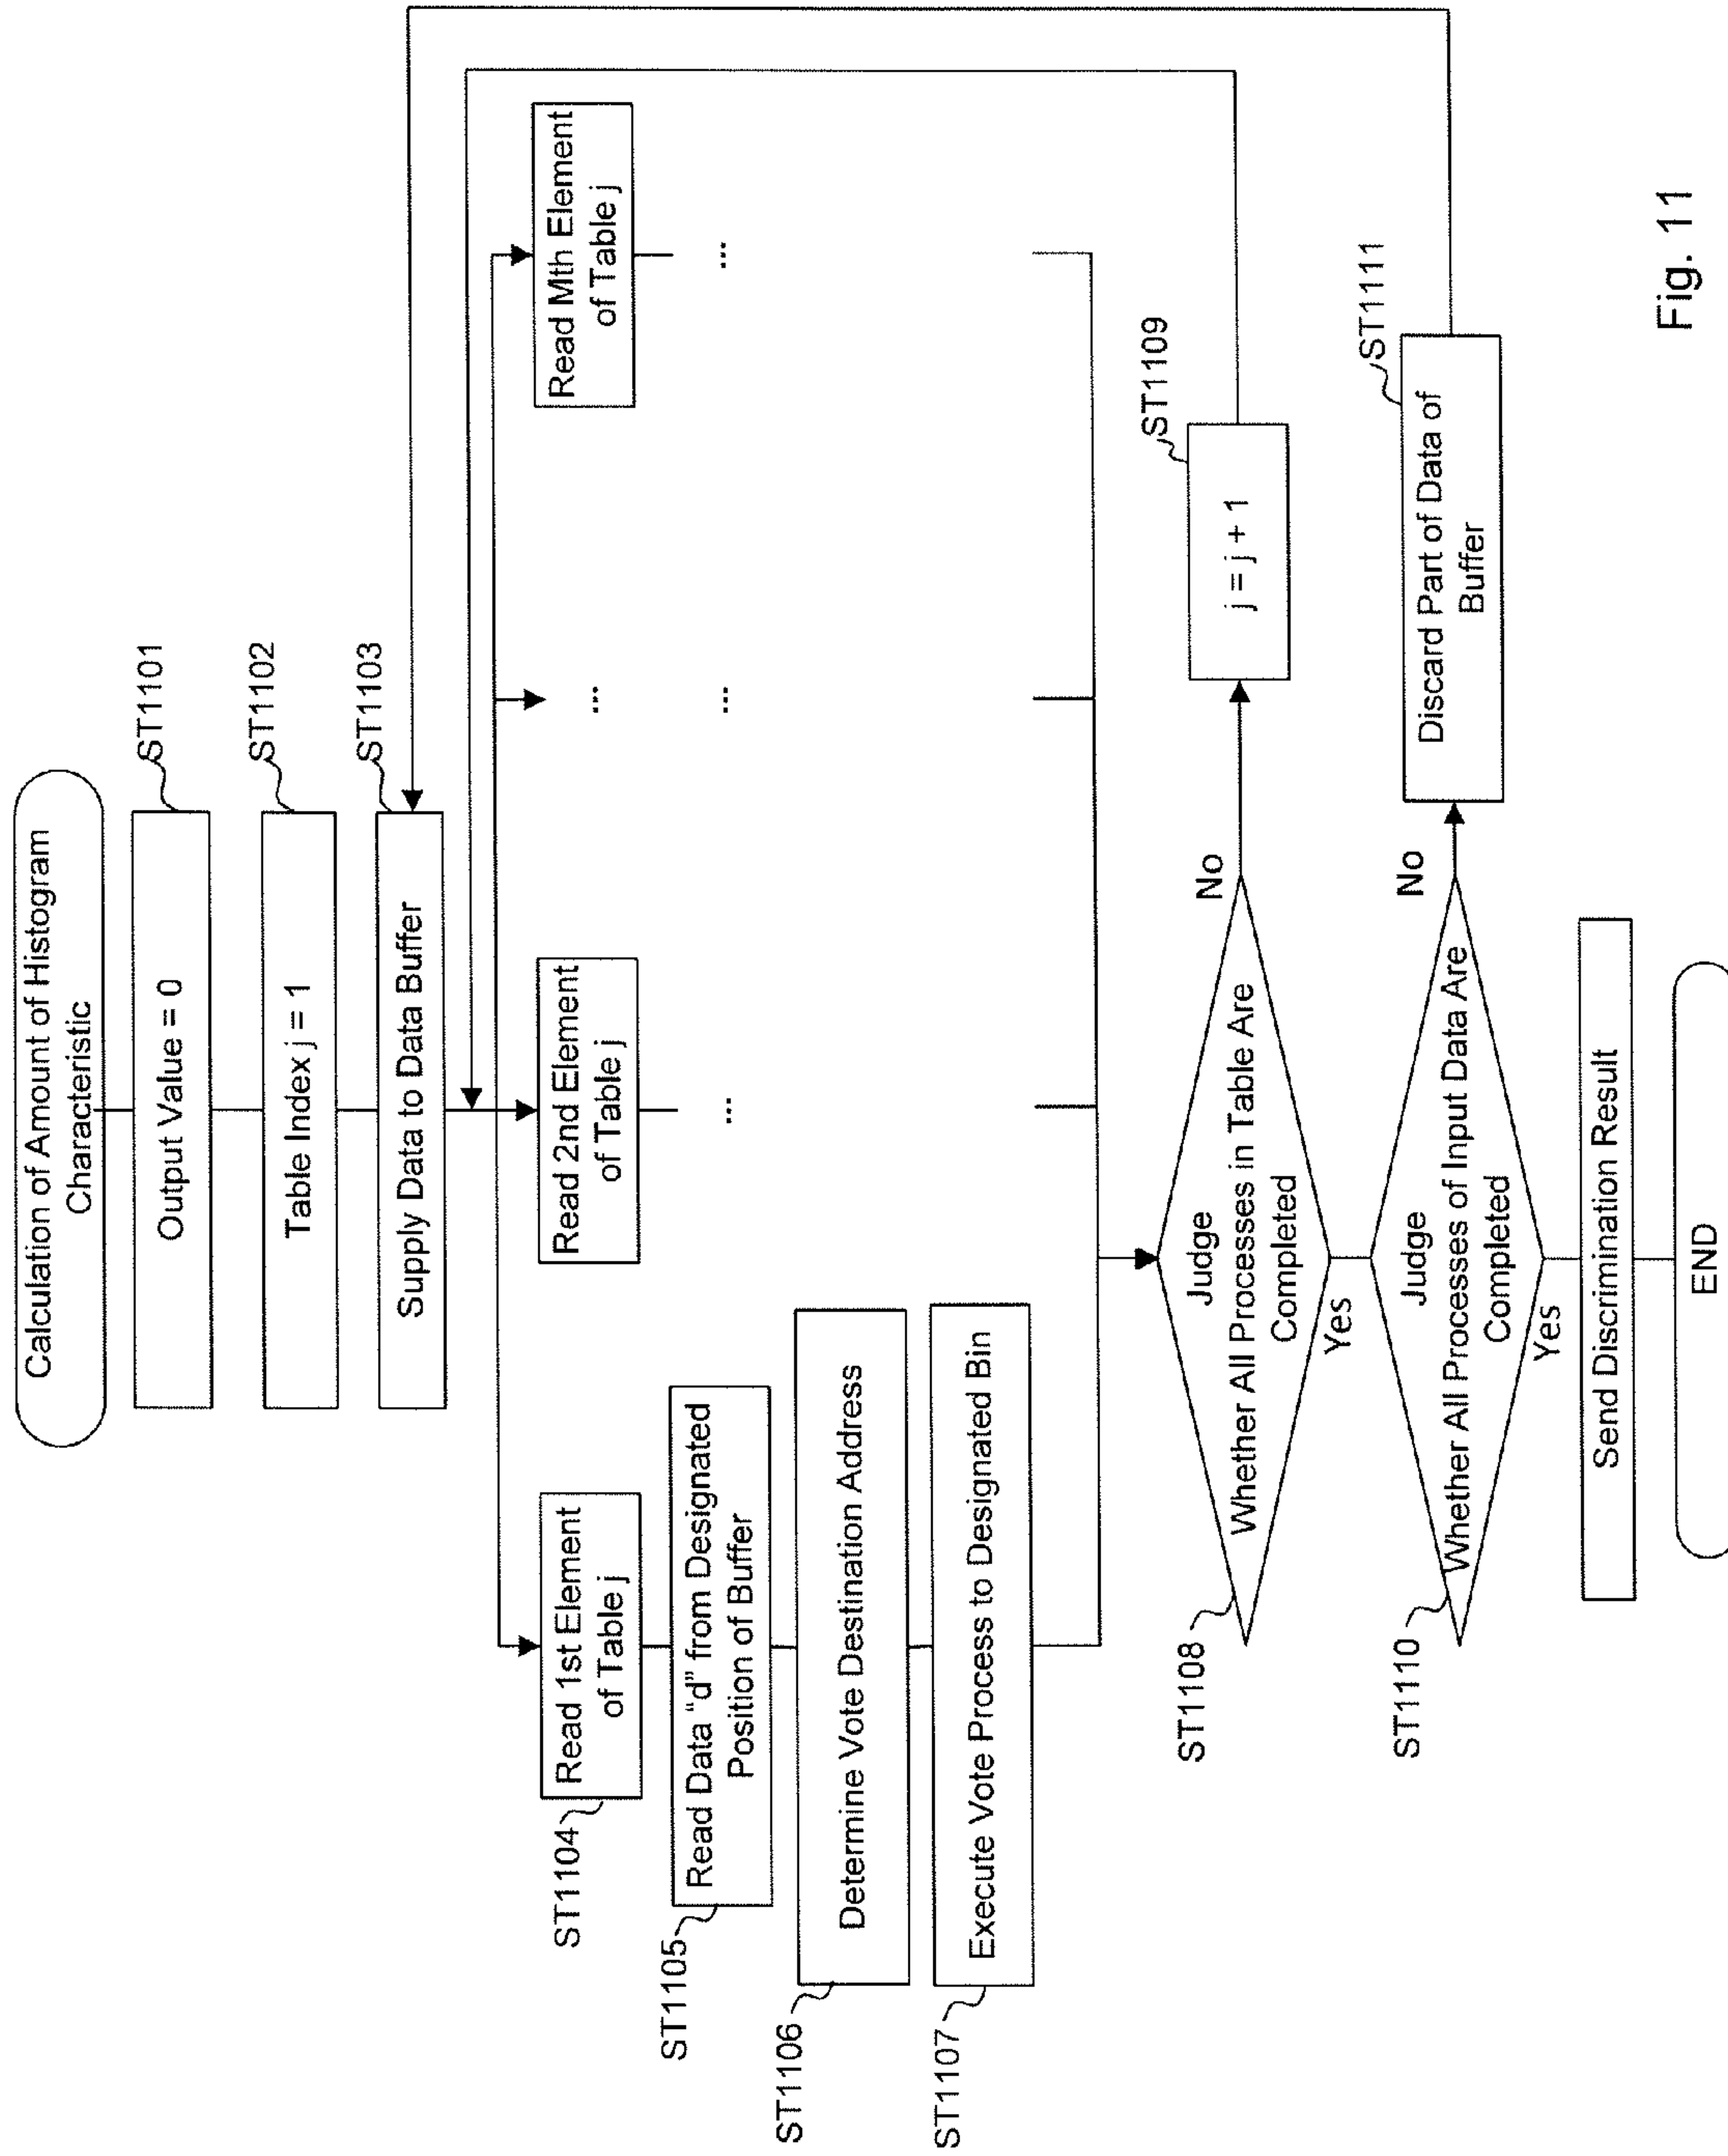 Calculation of Amount of Histogram
Characteristic
Output Value = 0
ST1101
Table Index j = 1
ST1102
Supply Data to Data Buffer
ST1103
Read 1st Element
of Table j
ST1104
Read 2nd Element
of Table j
...
Read Mth Element
of Table j
Read Data “d” from Designated
Position of Buffer
ST1105
...
...
...
Determine Vote Destination Address
ST1106
Execute Vote Process to Designated Bin
ST1107
Judge
Whether All Processes in Table Are
Completed
ST1108
No
Yes
j = j + 1
ST1109
Judge
Whether All Processes of Input Data Are
Completed
ST1110
No
Yes
Discard Part of Data of
Buffer
ST1111
Send Discrimination Result
END
Fig. 11